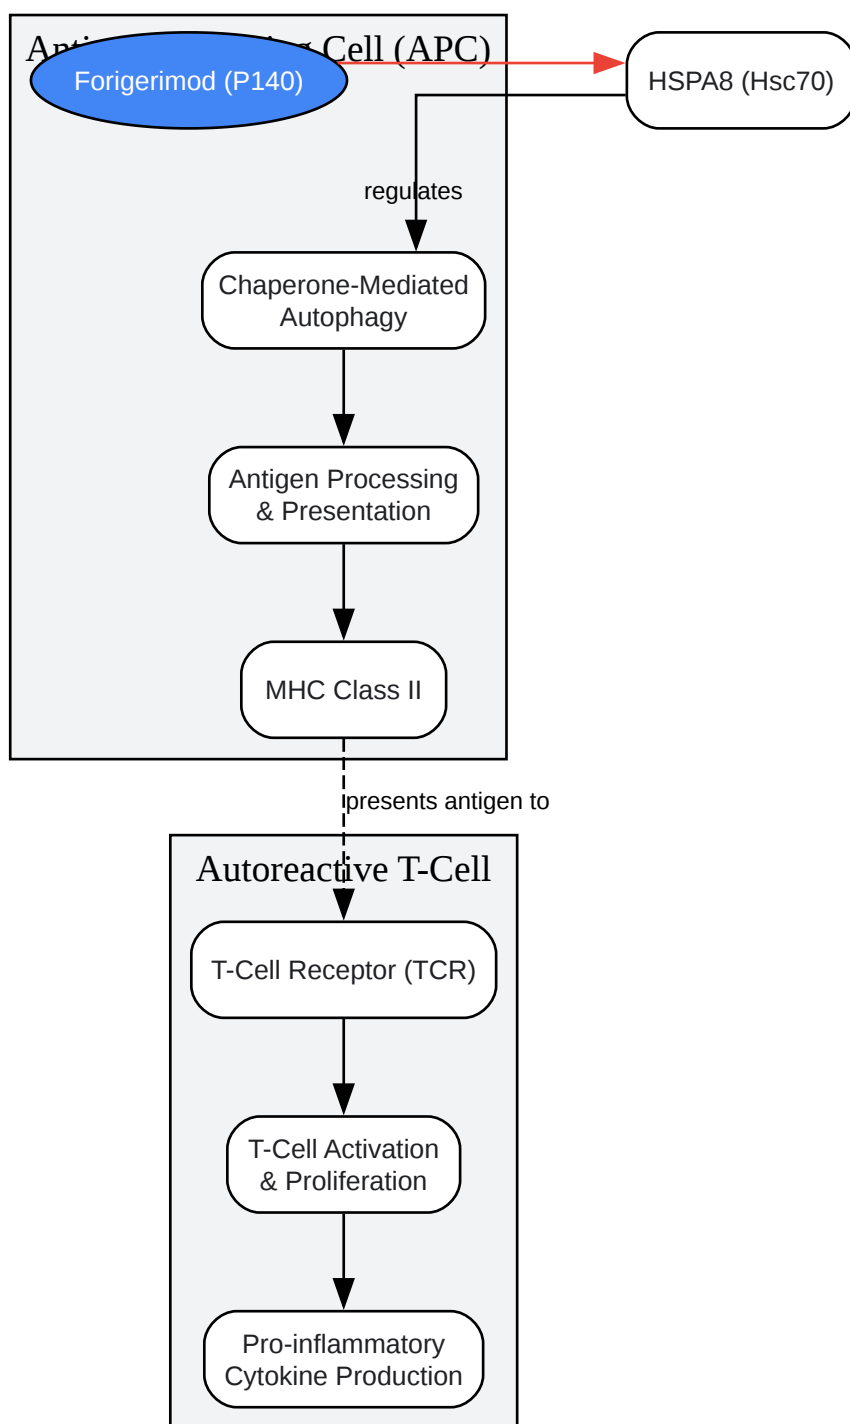 Cell (APC)
Forigerimod (P140)
HSPA8 (Hsc70)
regulates
Chaperone-Mediated
Autophagy
Antigen Processing
& Presentation
MHC Class II
presents antigen to
Autoreactive T-Cell
T-Cell Receptor (TCR)
T-Cell Activation
& Proliferation
Pro-inflammatory
Cytokine Production